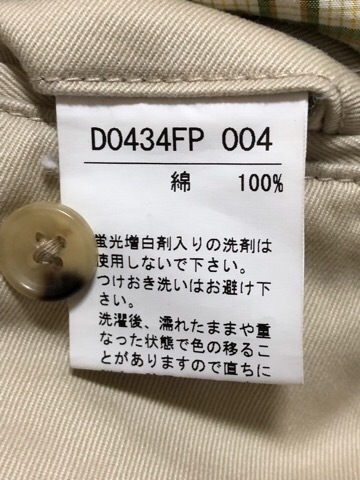 DO434FP 004
綿 100%
蛍光増白剤入りの洗剤は
使用しないで下さい。
つけおき洗いはお避け下
さい。
洗濯後、濡れたままや重
なった状態で色の移るこ
とがありますので直ちに